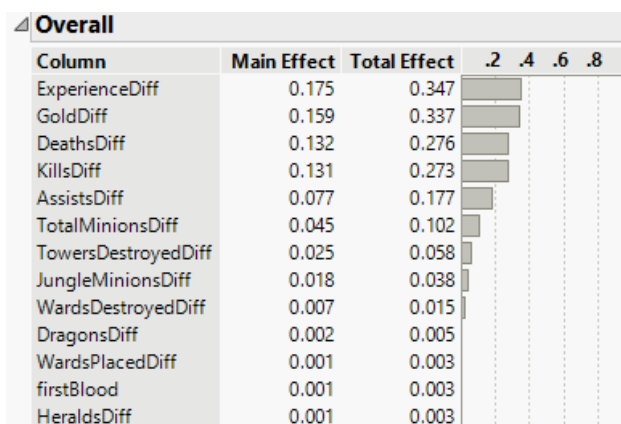 Overall
Column Main Effect Total Effect .2 .4 .6 .8
ExperienceDiff 0.175 0.347
GoldDiff 0.159 0.337
DeathsDiff 0.132 0.276
KillsDiff 0.131 0.273
AssistsDiff 0.077 0.177
TotalMinionsDiff 0.045 0.102
TowersDestroyedDiff 0.025 0.058
JungleMinionsDiff 0.018 0.038
WardsDestroyedDiff 0.007 0.015
DragonsDiff 0.002 0.005
WardsPlacedDiff 0.001 0.003
firstBlood 0.001 0.003
HeraldsDiff 0.001 0.003